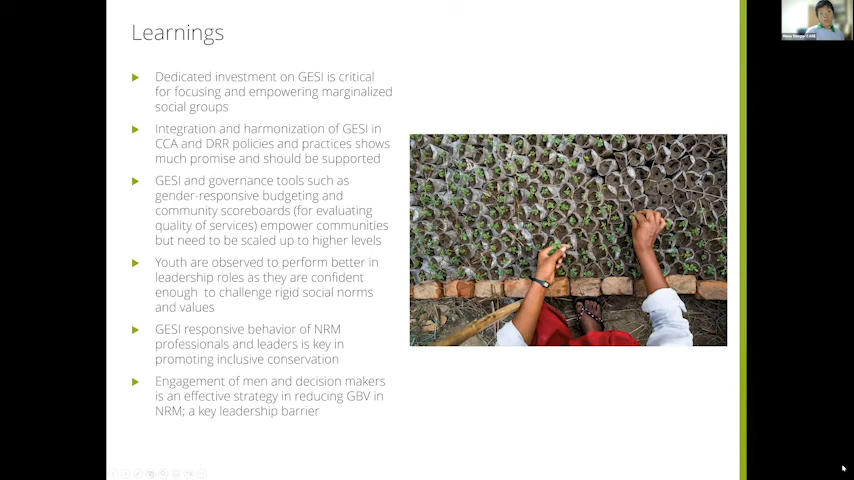 Learnings
Dedicated investment on GESI is critical
for focusing and empowering marginalized
social groups
Integration and harmonization of GESI in
CCA and DRR policies and practices shows
much promise and should be supported
GESI and governance tools such as
gender-responsive budgeting and
community scoreboards (for evaluating
quality of services) empower communities
but need to be scaled up to higher levels
Youth are observed to perform better in
leadership roles as they are confident
enough to challenge rigid social norms
and values
GESI responsive behavior of NRM
professionals and leaders is key in
promoting inclusive conservation
Engagement of men and decision makers
is an effective strategy in reducing GBV in
NRM; a key leadership barrier